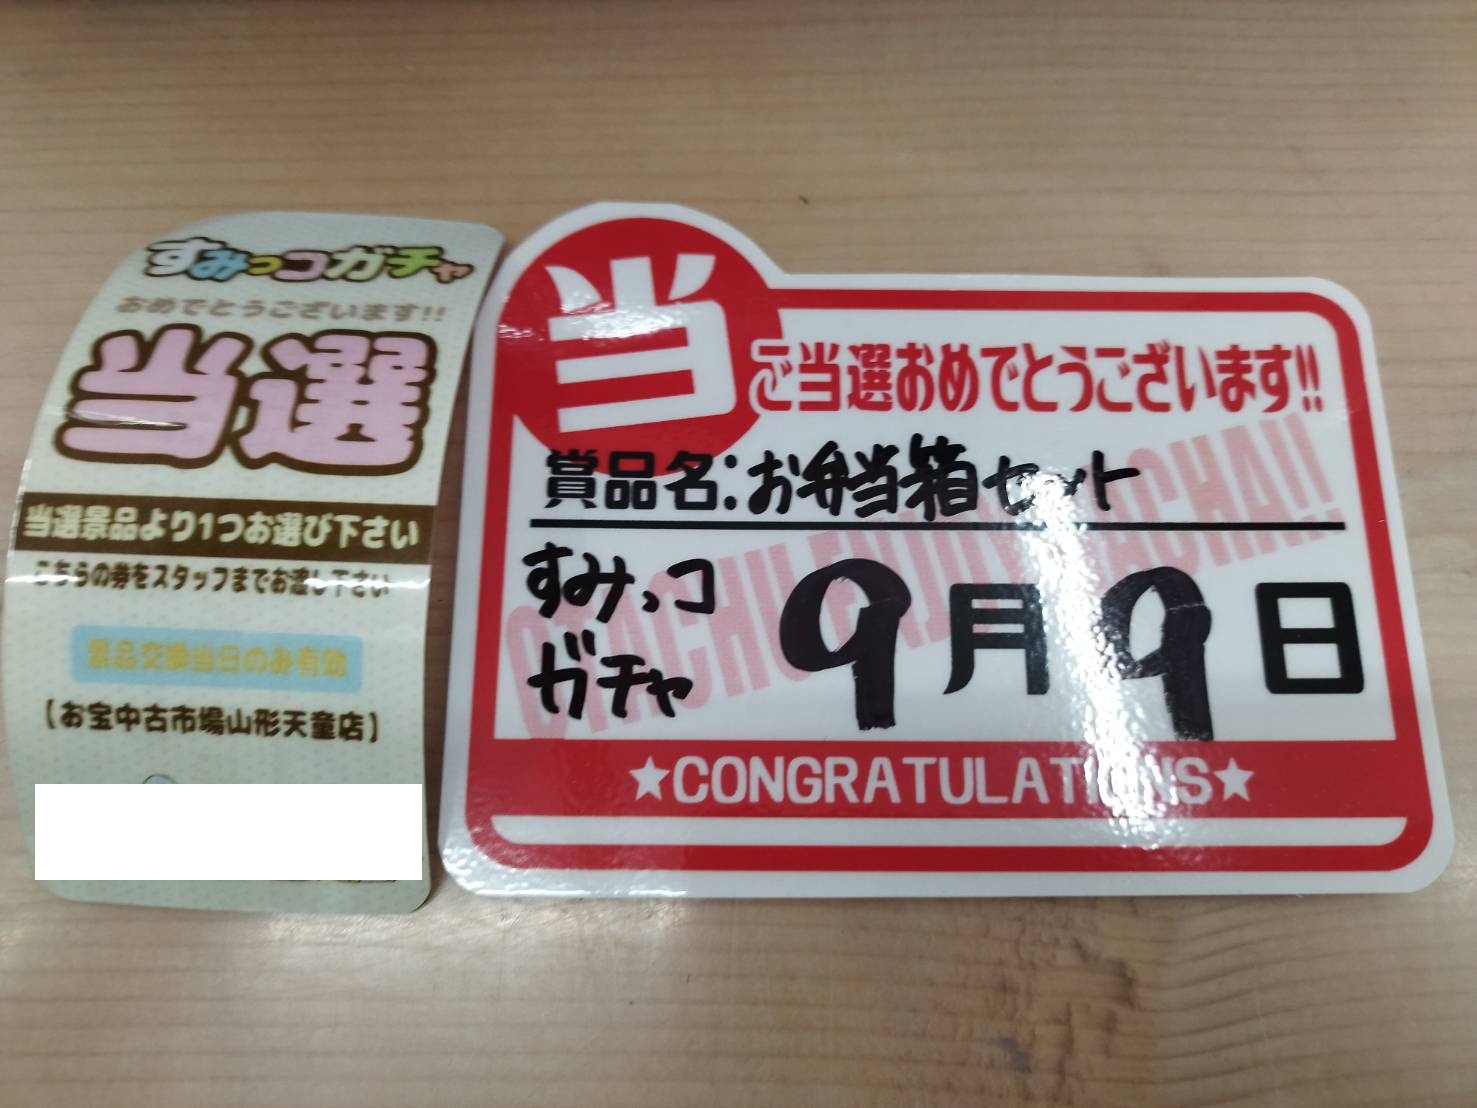 すみっコガチャ
おめでとうございます!!
当選
当選景品より1つお選び下さい
こちらの券をスタッフまでお渡し下さい
景品交換当日のみ有効
【お宝中古市場山形天童店】
当
ご当選おめでとうございます!!
賞品名:お弁当箱セット
すみっコ
ガチャ
9月9日
★CONGRATULATIONS★